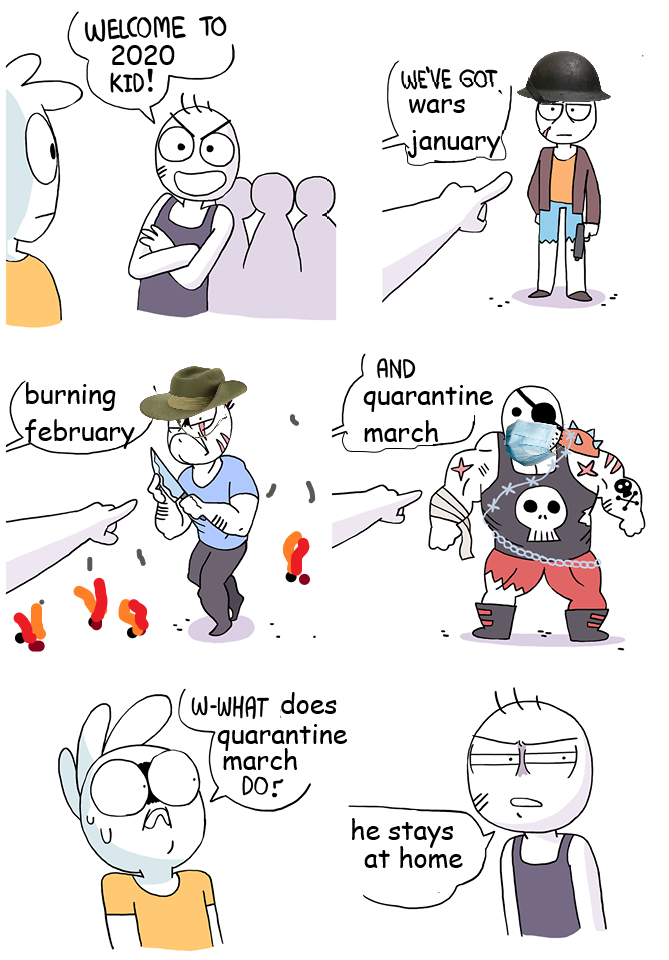 WELCOME TO
2020
KID!
WE'VE GOT
wars
january
burning
february
AND
quarantine
march
W-WHAT does
quarantine
march
DO?
he stays
at home